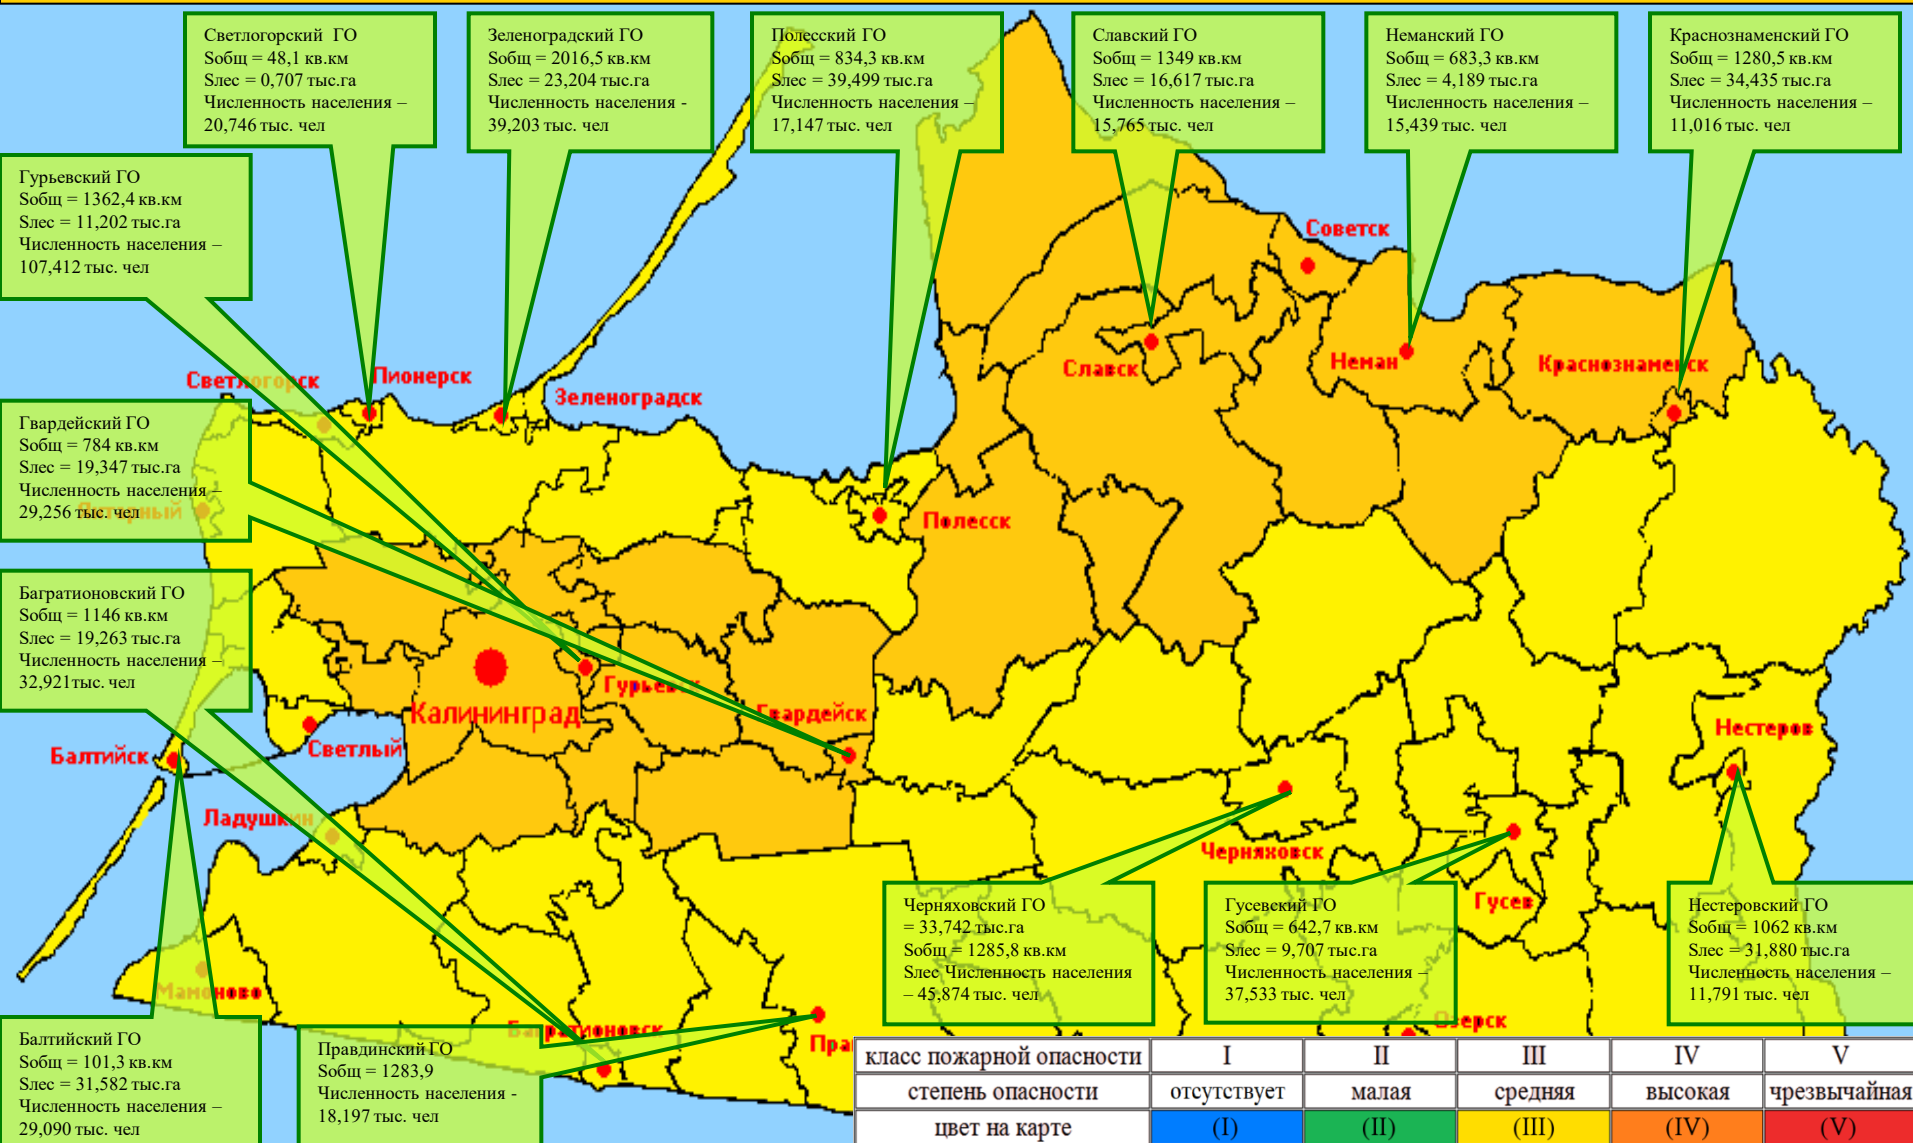 Светлогорский ГО
Sобщ = 48,1 кв.км
Sлес = 0,707 тыс.га
Численность населения –
20,746 тыс. чел
Зеленоградский ГО
Sобщ = 2016,5 кв.км
Sлес = 23,204 тыс.га
Численность населения -
39,203 тыс. чел
Полесский ГО
Sобщ = 834,3 кв.км
Sлес = 39,499 тыс.га
Численность населения –
17,147 тыс. чел
Славский ГО
Sобщ = 1349 кв.км
Sлес = 16,617 тыс.га
Численность населения –
15,765 тыс. чел
Неманский ГО
Sобщ = 683,3 кв.км
Sлес = 4,189 тыс.га
Численность населения –
15,439 тыс. чел
Краснознаменский ГО
Sобщ = 1280,5 кв.км
Sлес = 34,435 тыс.га
Численность населения –
11,016 тыс. чел
Гурьевский ГО
Sобщ = 1362,4 кв.км
Sлес = 11,202 тыс.га
Численность населения –
107,412 тыс. чел
Советск
Славск
Неман
Краснознаменск
Светлогорск
Пионерск
Зеленоградск
Гвардейский ГО
Sобщ = 784 кв.км
Sлес = 19,347 тыс.га
Численность населения –
29,256 тыс. чел
Янтарный
Полесск
Багратионовский ГО
Sобщ = 1146 кв.км
Sлес = 19,263 тыс.га
Численность населения –
32,921тыс. чел
Гурьевск
Калининград
Гвардейск
Светлый
Балтийск
Нестеров
Ладушкин
Черняховск
Гусев
Черняховский ГО
= 33,742 тыс.га
Sобщ = 1285,8 кв.км
Sлес Численность населения
– 45,874 тыс. чел
Гусевский ГО
Sобщ = 642,7 кв.км
Sлес = 9,707 тыс.га
Численность населения –
37,533 тыс. чел
Нестеровский ГО
Sобщ = 1062 кв.км
Sлес = 31,880 тыс.га
Численность населения –
11,791 тыс. чел
Мамоново
Озерск
Багратионовск
Пра
Балтийский ГО
Sобщ = 101,3 кв.км
Sлес = 31,582 тыс.га
Численность населения –
29,090 тыс. чел
Правдинский ГО
Sобщ = 1283,9
Численность населения -
18,197 тыс. чел
класс пожарной опасности I II III IV V
степень опасности отсутствует малая средняя высокая чрезвычайная
цвет на карте (I) (II) (III) (IV) (V)